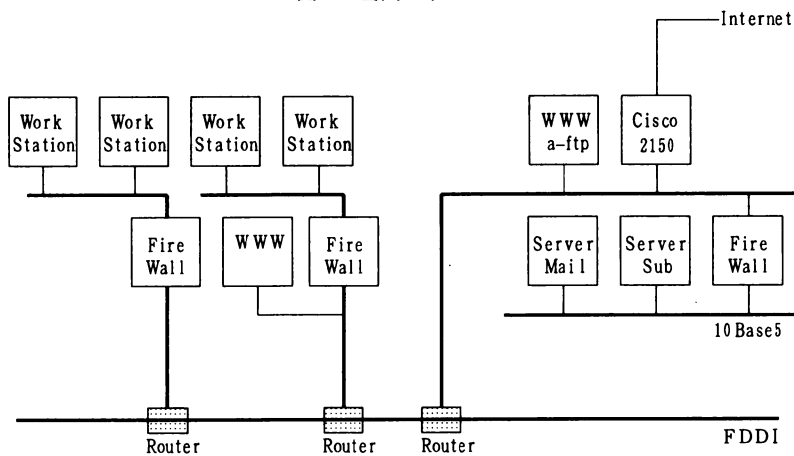 Internet
Work
Station
Work
Station
Work
Station
Work
Station
WWW
a-ftp
Cisco
2150
Fire
Wall
WWW
Fire
Wall
Server
Mail
Server
Sub
Fire
Wall
10Base5
Router
Router
Router
FDDI